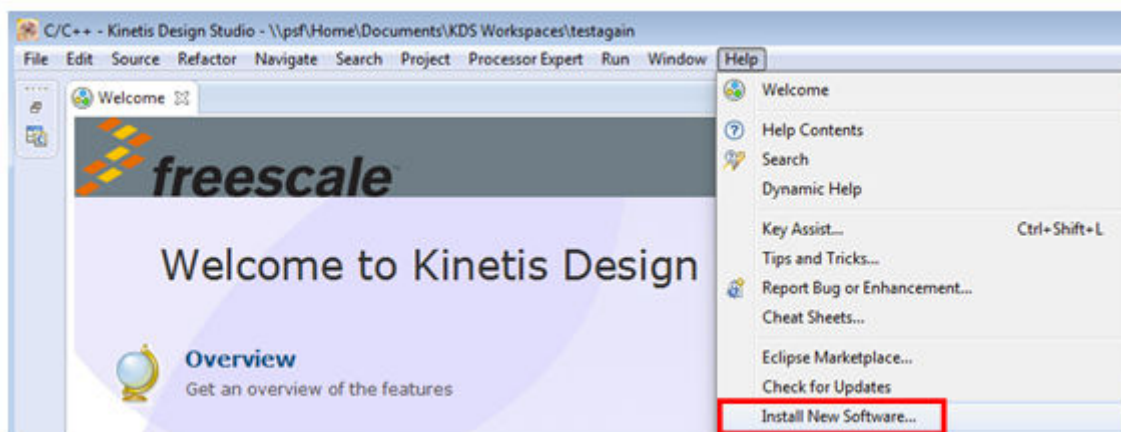 C/C++ - Kinetis Design Studio - \\psf\Home\Documents\KDS Workspaces\testagain
File Edit Source Refactor Navigate Search Project Processor Expert Run Window Help
Welcome
freescale™
Welcome to Kinetis Design
Overview
Get an overview of the features
Welcome
Help Contents
Search
Dynamic Help
Key Assist... Ctrl+Shift+L
Tips and Tricks...
Report Bug or Enhancement...
Cheat Sheets...
Eclipse Marketplace...
Check for Updates
Install New Software...